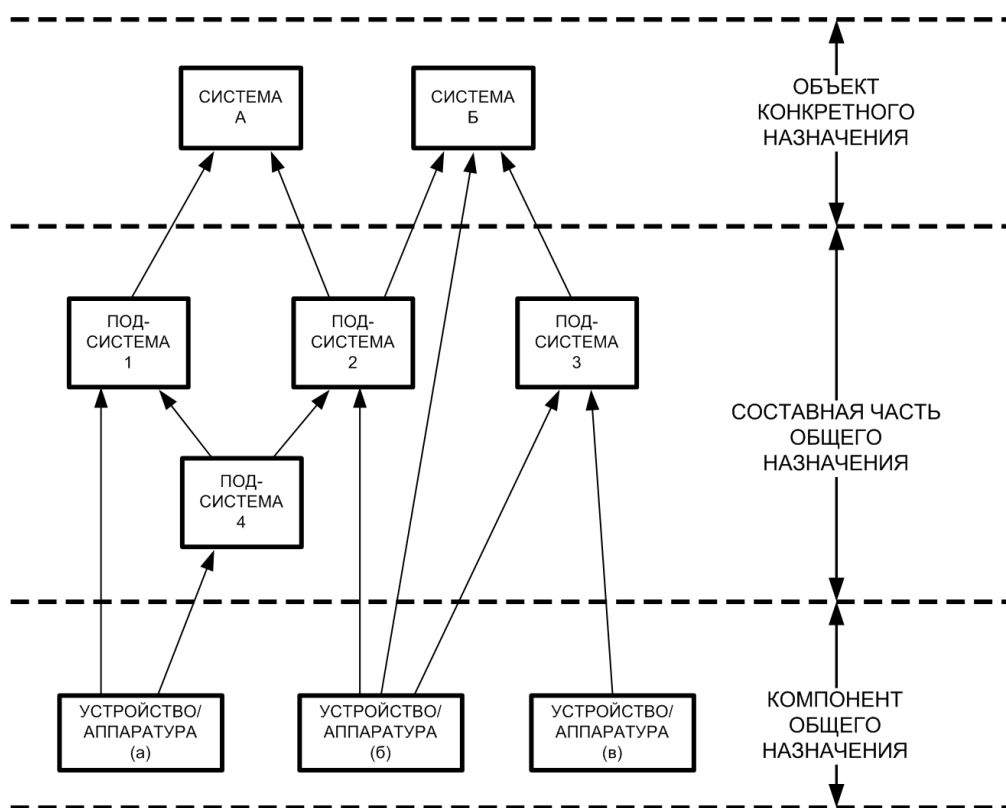 СИСТЕМА
А
СИСТЕМА
Б
ОБЪЕКТ
КОНКРЕТНОГО
НАЗНАЧЕНИЯ
ПОД-
СИСТЕМА
1
ПОД-
СИСТЕМА
2
ПОД-
СИСТЕМА
3
СОСТАВНАЯ ЧАСТЬ
ОБЩЕГО
НАЗНАЧЕНИЯ
ПОД-
СИСТЕМА
4
УСТРОЙСТВО/
АППАРАТУРА
(а)
УСТРОЙСТВО/
АППАРАТУРА
(б)
УСТРОЙСТВО/
АППАРАТУРА
(в)
КОМПОНЕНТ
ОБЩЕГО
НАЗНАЧЕНИЯ